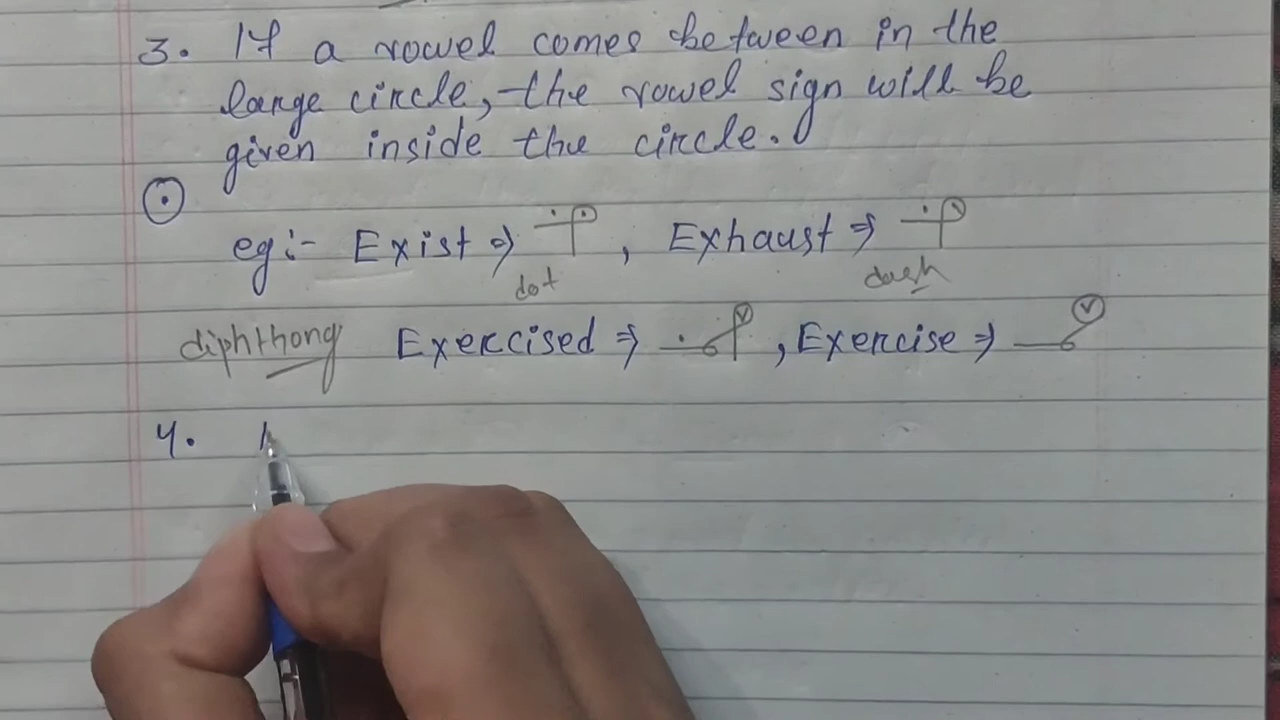 3. If a vowel comes between in the
large circle, the vowel sign will be
given inside the circle.
eg:- Exist ⇒ , Exhaust ⇒
dot dash
diphthong Exercised ⇒ , Exercise ⇒
4. I